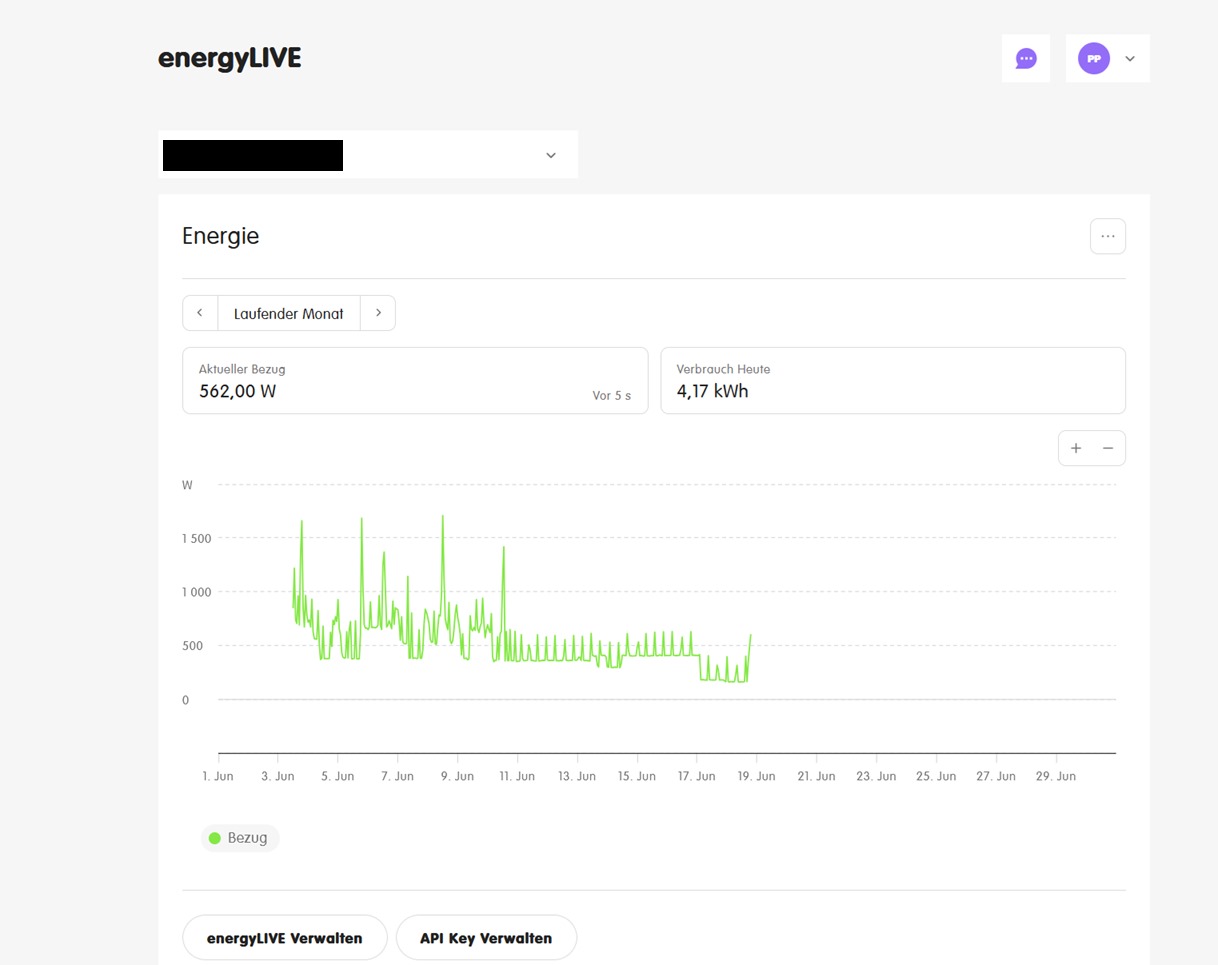 energyLIVE
PP
Energie
Laufender Monat
Aktueller Bezug
562,00 W
Vor 5 s
Verbrauch Heute
4,17 kWh
W
1 500
1 000
500
0
1. Jun
3. Jun
5. Jun
7. Jun
9. Jun
11. Jun
13. Jun
15. Jun
17. Jun
19. Jun
21. Jun
23. Jun
25. Jun
27. Jun
29. Jun
Bezug
energyLIVE Verwalten
API Key Verwalten